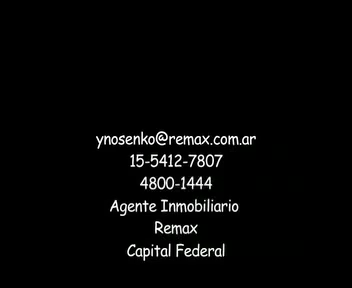 ynosenko@remax.com.ar
15-5412-7807
4800-1444
Agente Inmobiliario
Remax
Capital Federal